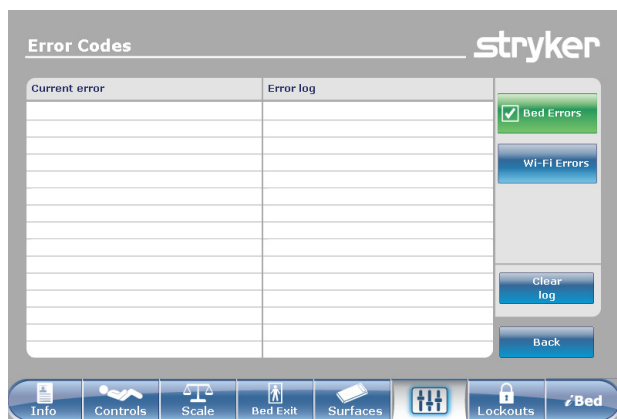 Error Codes
stryker
Current error
Error log
Bed Errors
Wi-Fi Errors
Clear
log
Back
Info
Controls
Scale
Bed Exit
Surfaces
Lockouts
iBed